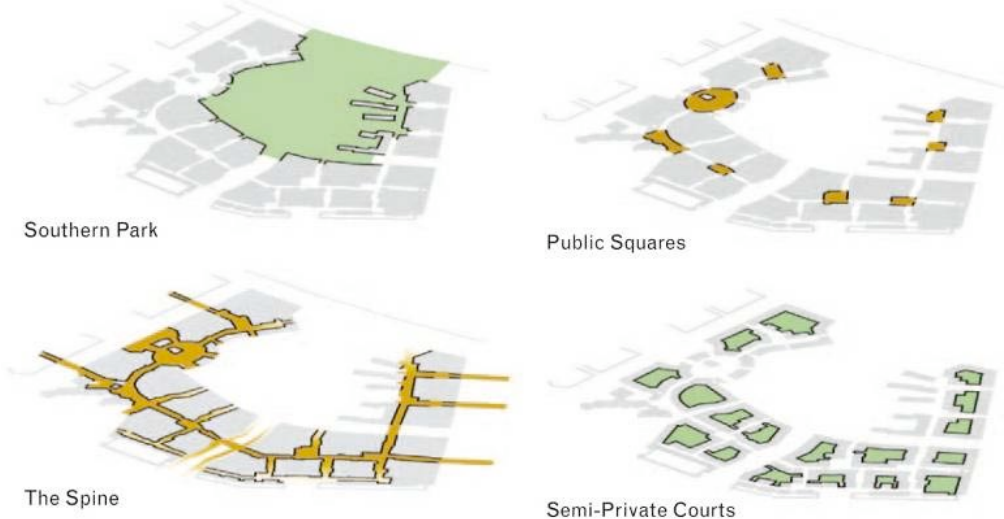 Southern Park
Public Squares
The Spine
Semi-Private Courts